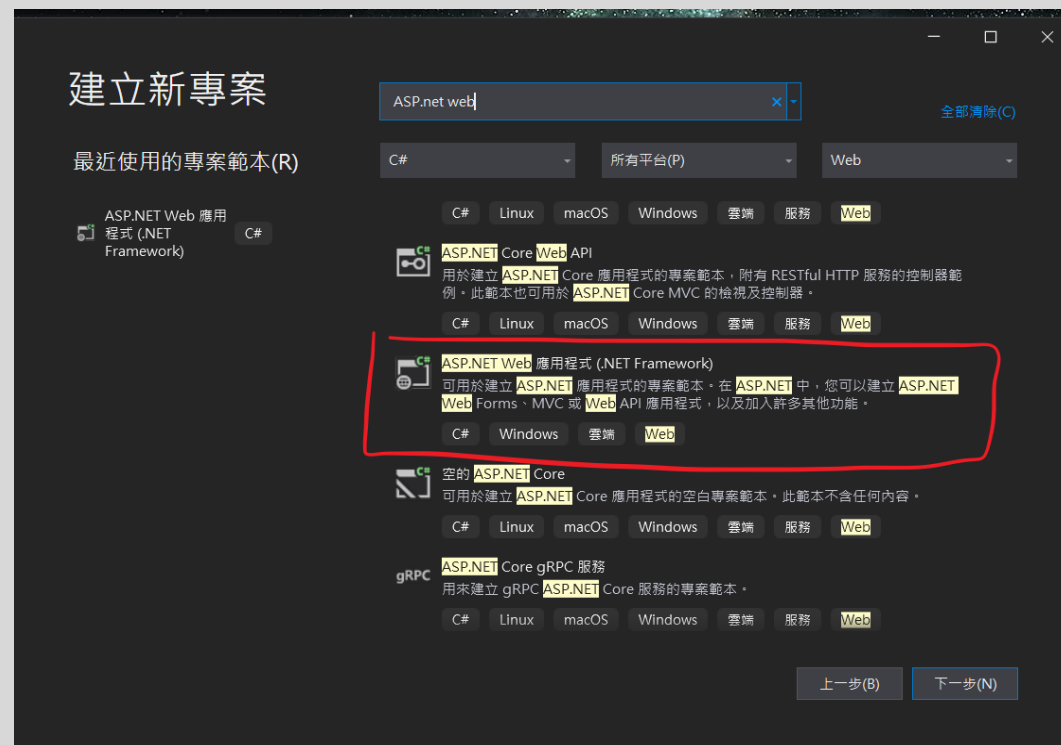 建立新專案
ASP.net web
全部清除(C)
最近使用的專案範本(R)
C#
所有平台(P)
Web
ASP.NET Web 應用
程式 (.NET
Framework)
C#
C# Linux macOS Windows 雲端 服務 Web
ASP.NET Core Web API
用於建立 ASP.NET Core 應用程式的專案範本，附有 RESTful HTTP 服務的控制器範
例。此範本也可用於 ASP.NET Core MVC 的檢視及控制器。
C# Linux macOS Windows 雲端 服務 Web
ASP.NET Web 應用程式 (.NET Framework)
可用於建立 ASP.NET 應用程式的專案範本。在 ASP.NET 中，您可以建立 ASP.NET
Web Forms、MVC 或 Web API 應用程式，以及加入許多其他功能。
C# Windows 雲端 Web
空的 ASP.NET Core
可用於建立 ASP.NET Core 應用程式的空白專案範本。此範本不含任何內容。
C# Linux macOS Windows 雲端 服務 Web
gRPC
ASP.NET Core gRPC 服務
用來建立 gRPC ASP.NET Core 服務的專案範本。
C# Linux macOS Windows 雲端 服務 Web
上一步(B)
下一步(N)